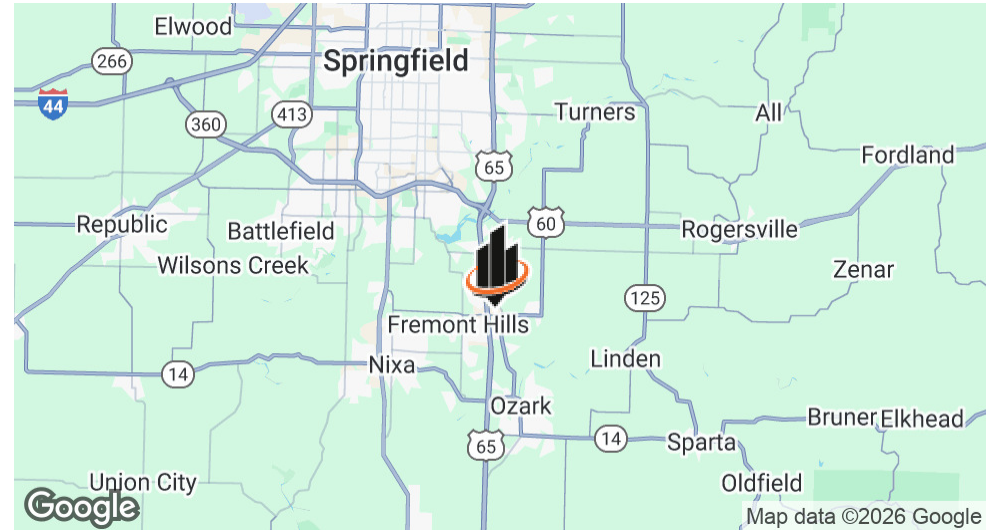 Elwood
Springfield
266
44
413
Turners
All
360
Fordland
65
Republic
Battlefield
60
Rogersville
Wilsons Creek
Zenar
125
Fremont Hills
Nixa
Linden
14
Ozark
Bruner
Elkhead
65
14
Sparta
Union City
Oldfield
Google
Map data ©2026 Google